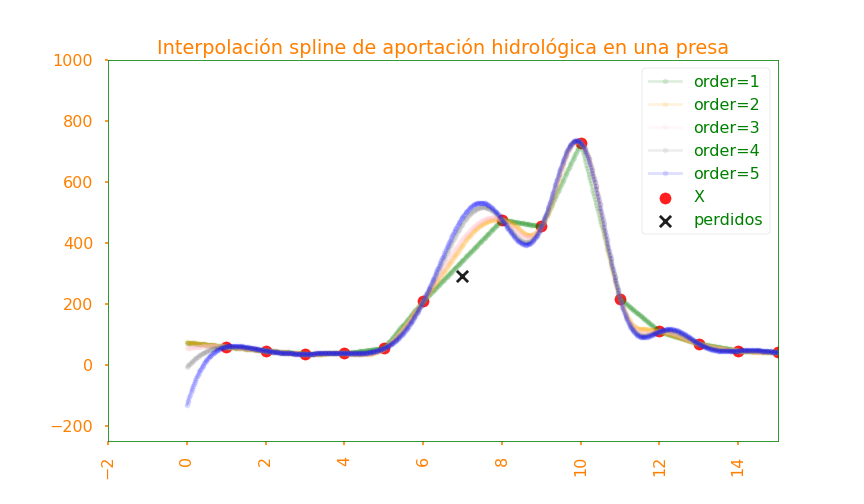 Interpolación spline de aportación hidrológica en una presa
1000
800
600
400
200
0
−200
−2
0
2
4
6
8
10
12
14
order=1
order=2
order=3
order=4
order=5
X
perdidos